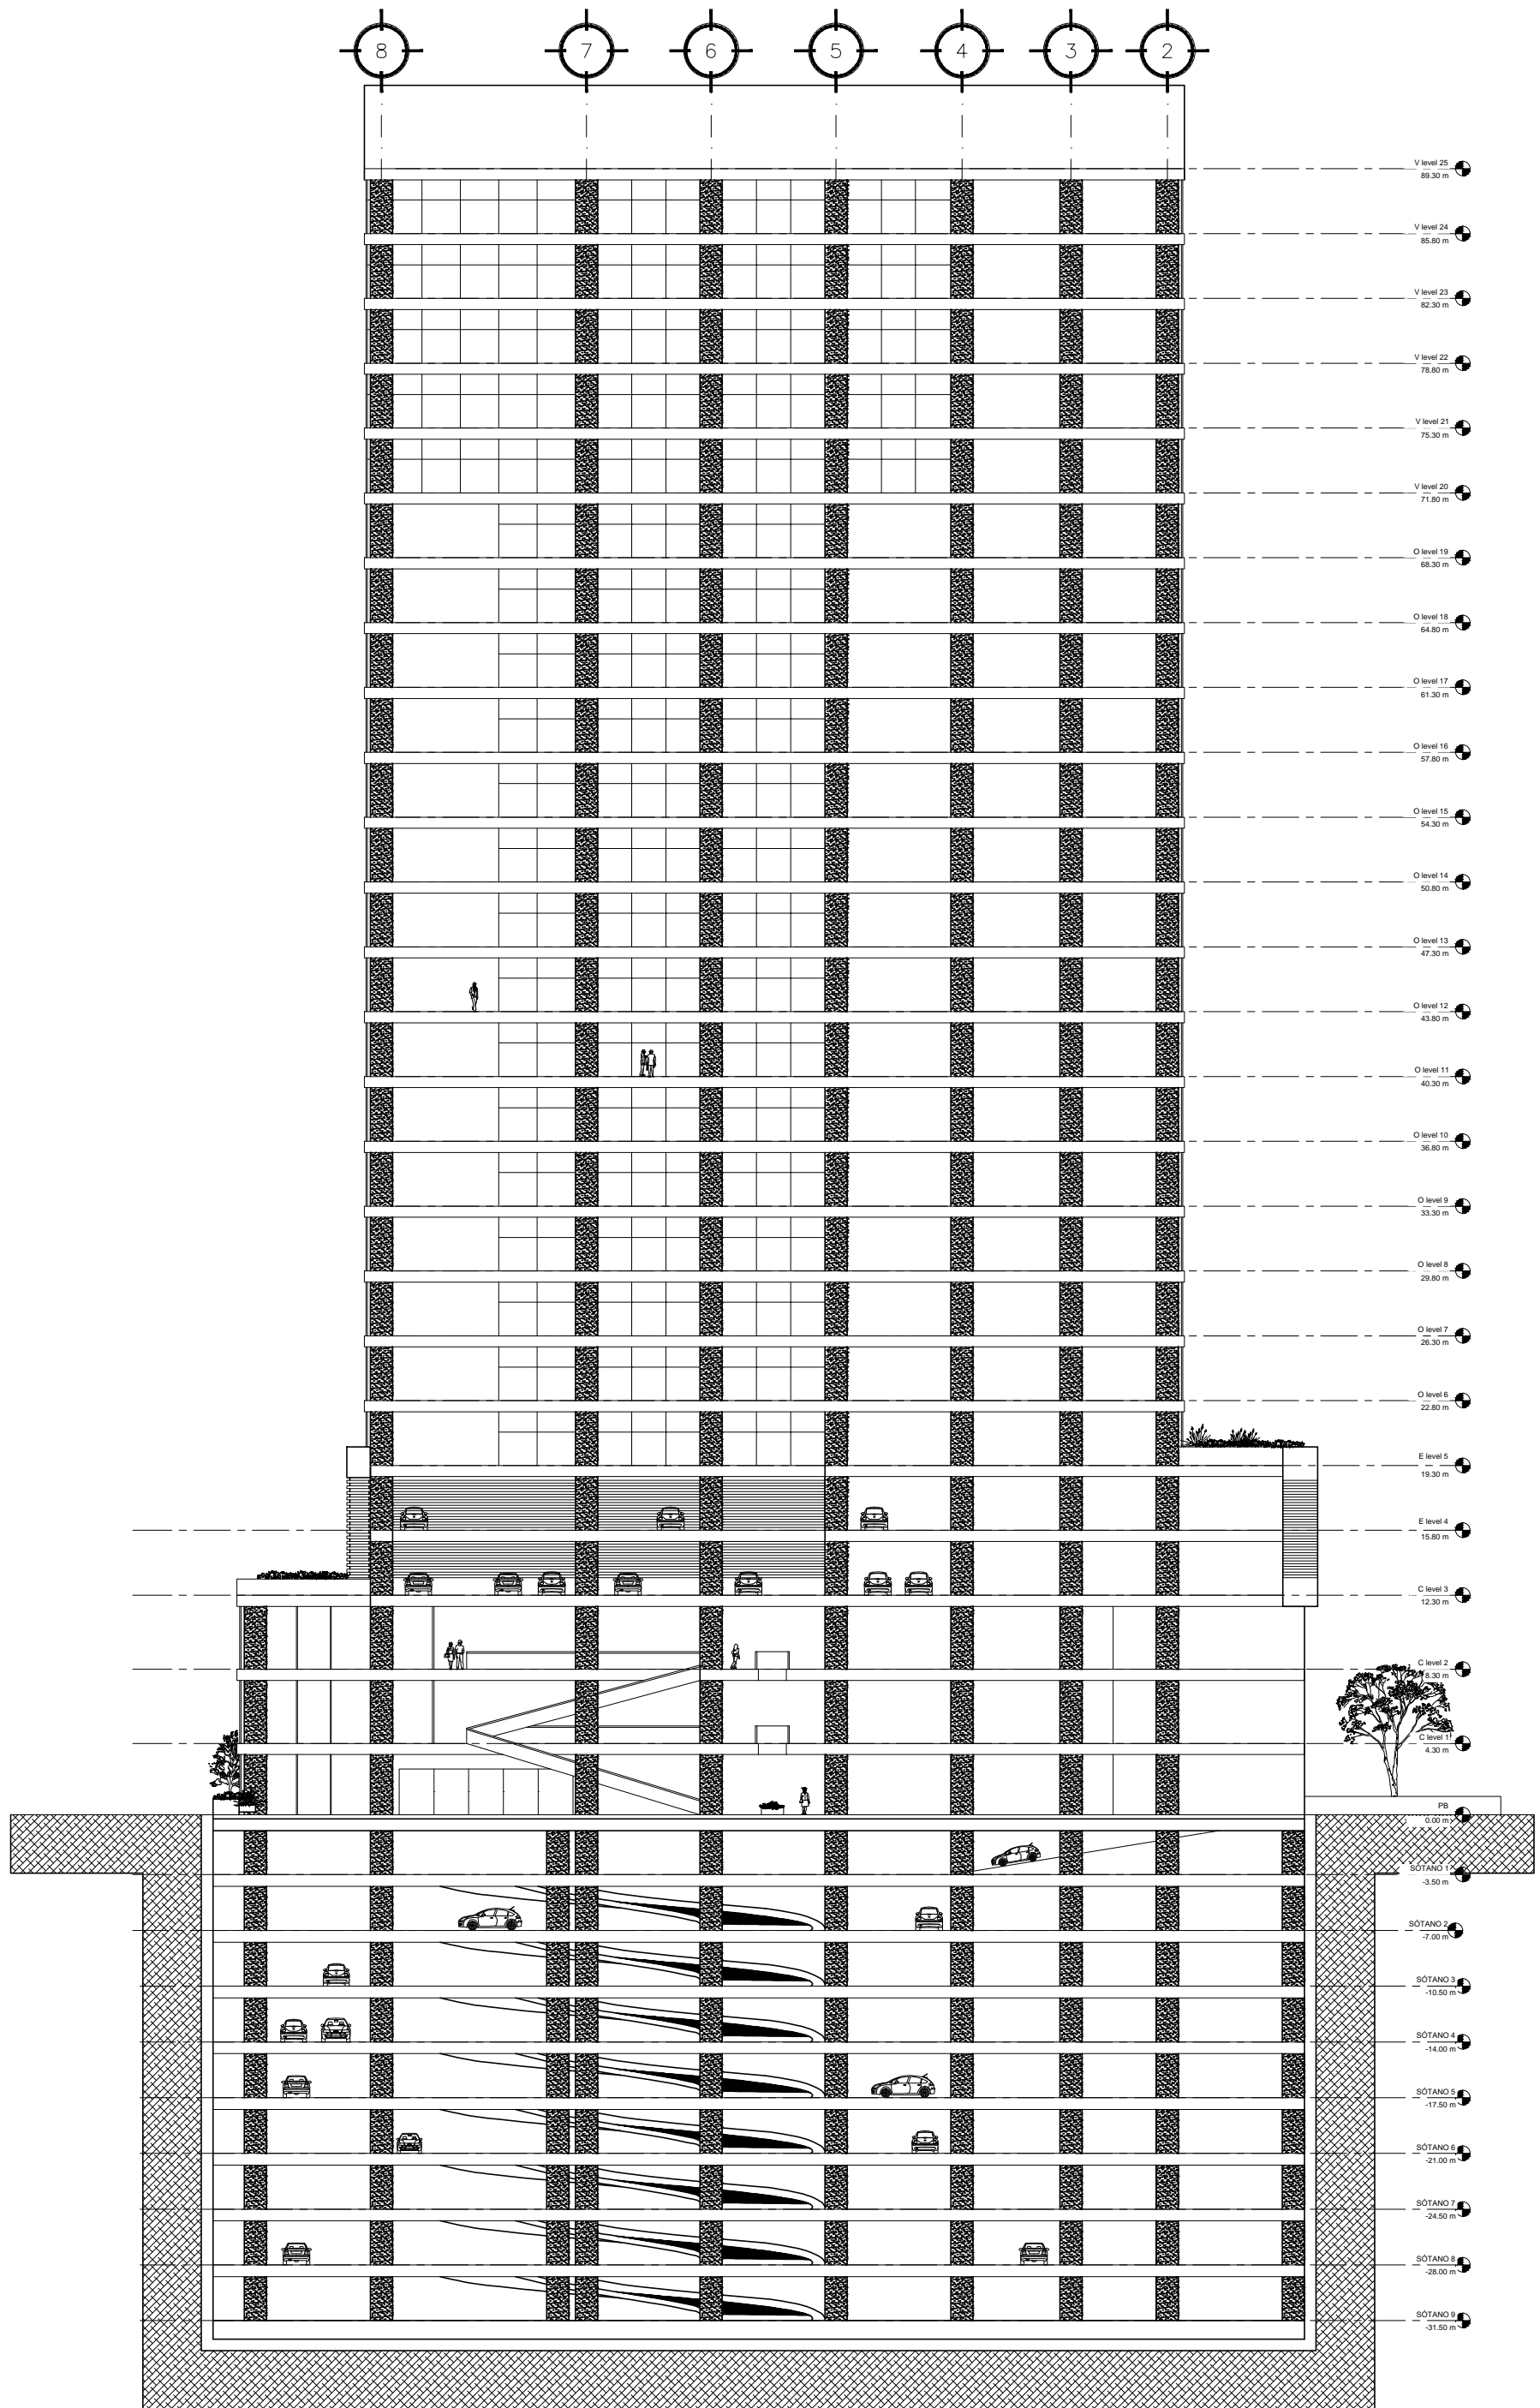 8 7 6 5 4 3 2
V level 25
89.30 m
V level 24
85.80 m
V level 23
82.30 m
V level 22
78.80 m
V level 21
75.30 m
V level 20
71.80 m
O level 19
68.30 m
O level 18
64.80 m
O level 17
61.30 m
O level 16
57.80 m
O level 15
54.30 m
O level 14
50.80 m
O level 13
47.30 m
O level 12
43.80 m
O level 11
40.30 m
O level 10
36.80 m
O level 9
33.30 m
O level 8
29.80 m
O level 7
26.30 m
O level 6
22.80 m
E level 5
19.30 m
E level 4
15.80 m
C level 3
12.30 m
C level 2
8.30 m
C level 1
4.30 m
PB
0.00 m
SÓTANO 1
-3.50 m
SÓTANO 2
-7.00 m
SÓTANO 3
-10.50 m
SÓTANO 4
-14.00 m
SÓTANO 5
-17.50 m
SÓTANO 6
-21.00 m
SÓTANO 7
-24.50 m
SÓTANO 8
-28.00 m
SÓTANO 9
-31.50 m